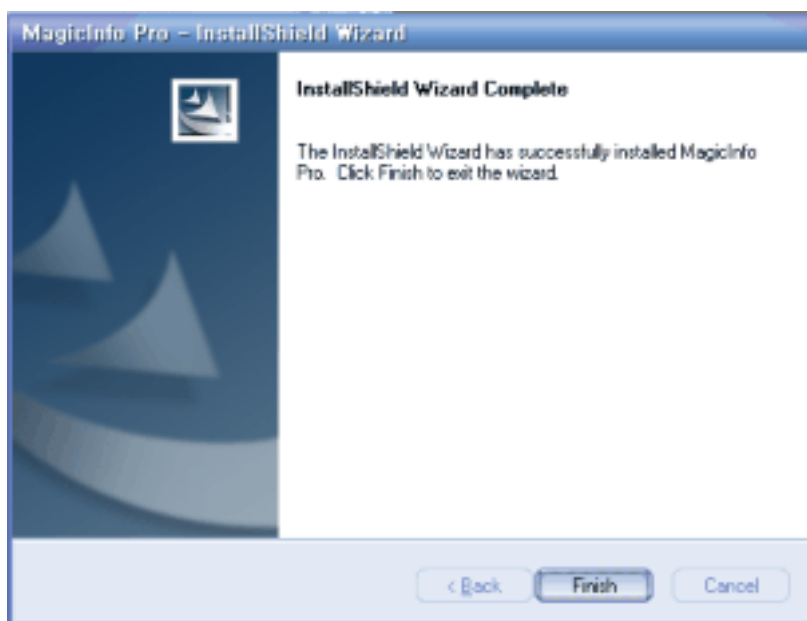 MagicInfo Pro - InstallShield Wizard
InstallShield Wizard Complete
The InstallShield Wizard has successfully installed MagicInfo
Pro. Click Finish to exit the wizard.
< Back
Finish
Cancel